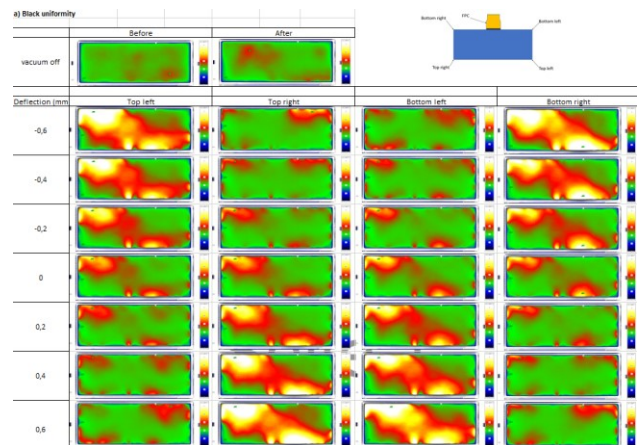 a) Black uniformity
Before After
vacuum off
Bottom right FPC Bottom left
Top right Top left
Deflection (mm Top left Top right Bottom left Bottom right
-0,6
-0,4
-0,2
0
0,2
0,4
0,6